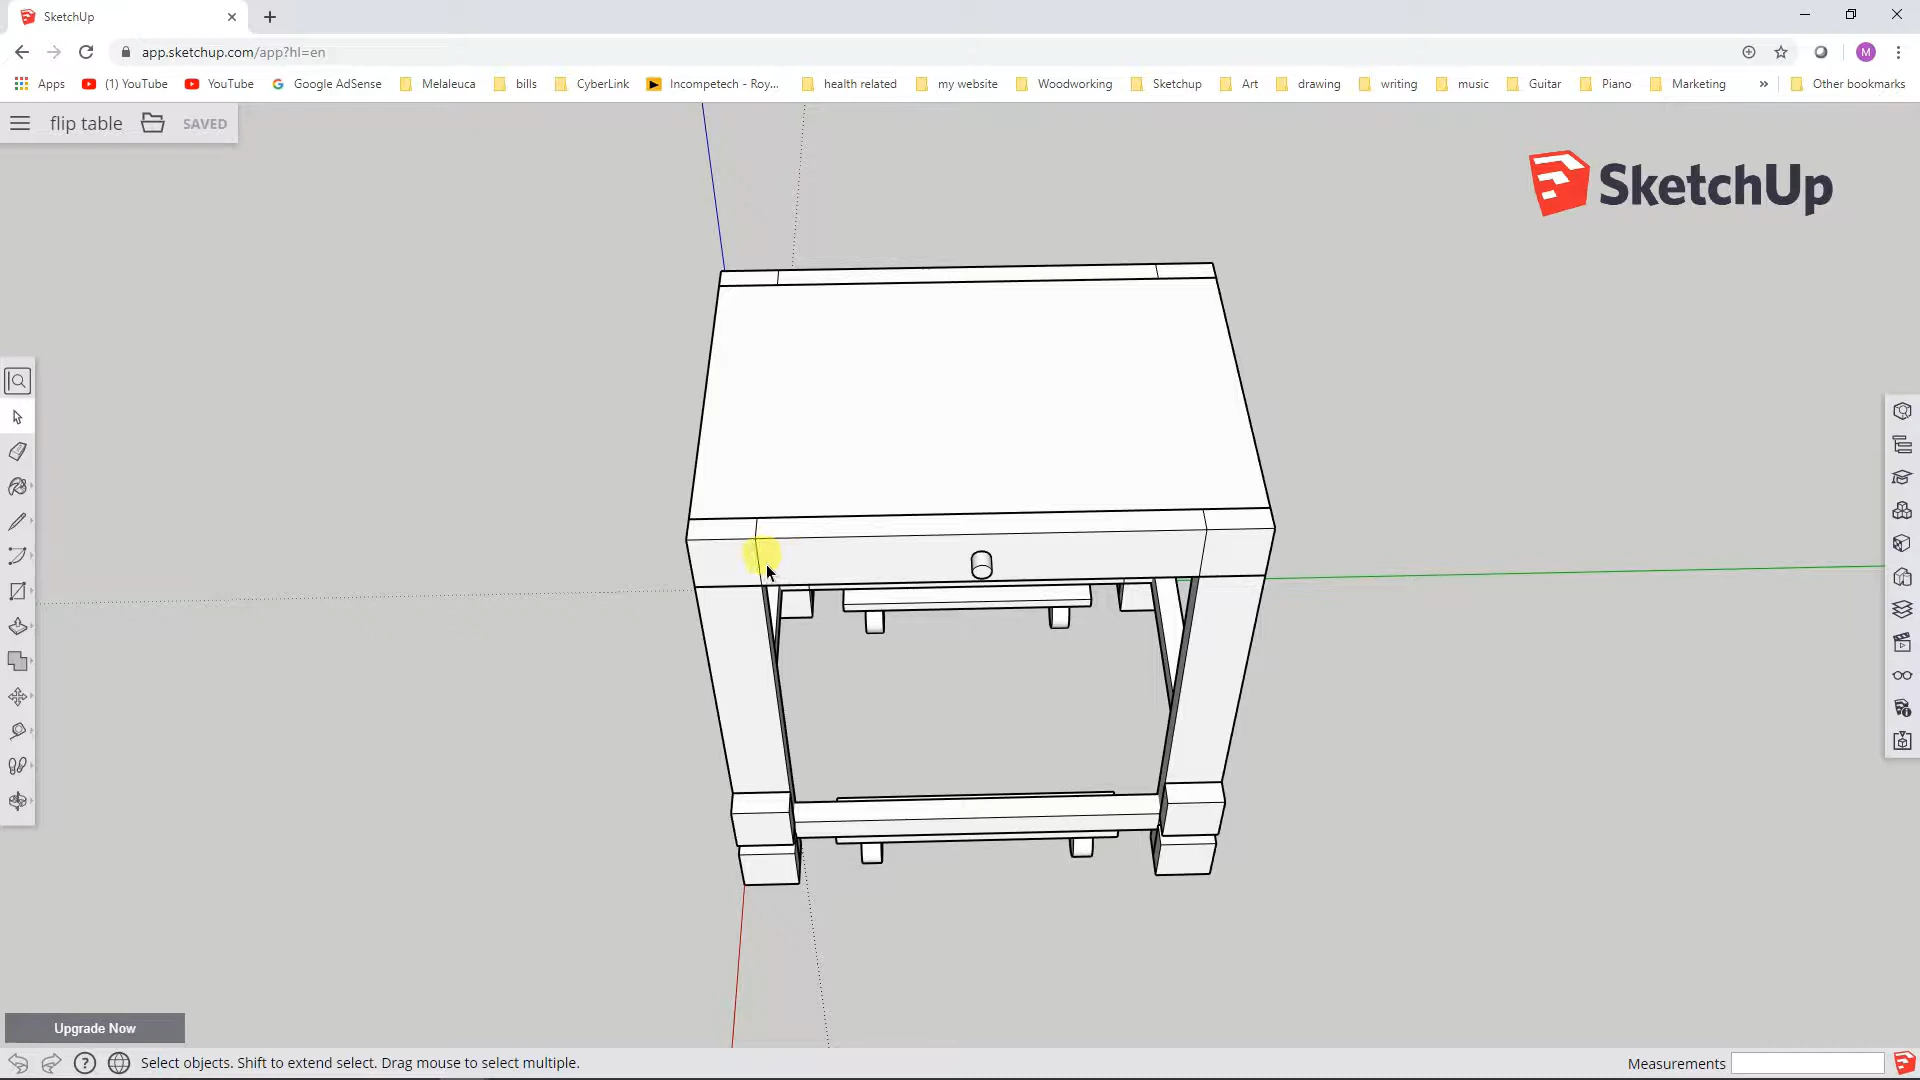 SketchUp
app.sketchup.com/app?hl=en
M
Apps (1) YouTube YouTube Google AdSense Melaleuca bills CyberLink Incompetech - Roy... health related my website Woodworking Sketchup Art drawing writing music Guitar Piano Marketing » Other bookmarks
flip table SAVED
SketchUp
Upgrade Now
Select objects. Shift to extend select. Drag mouse to select multiple.
Measurements